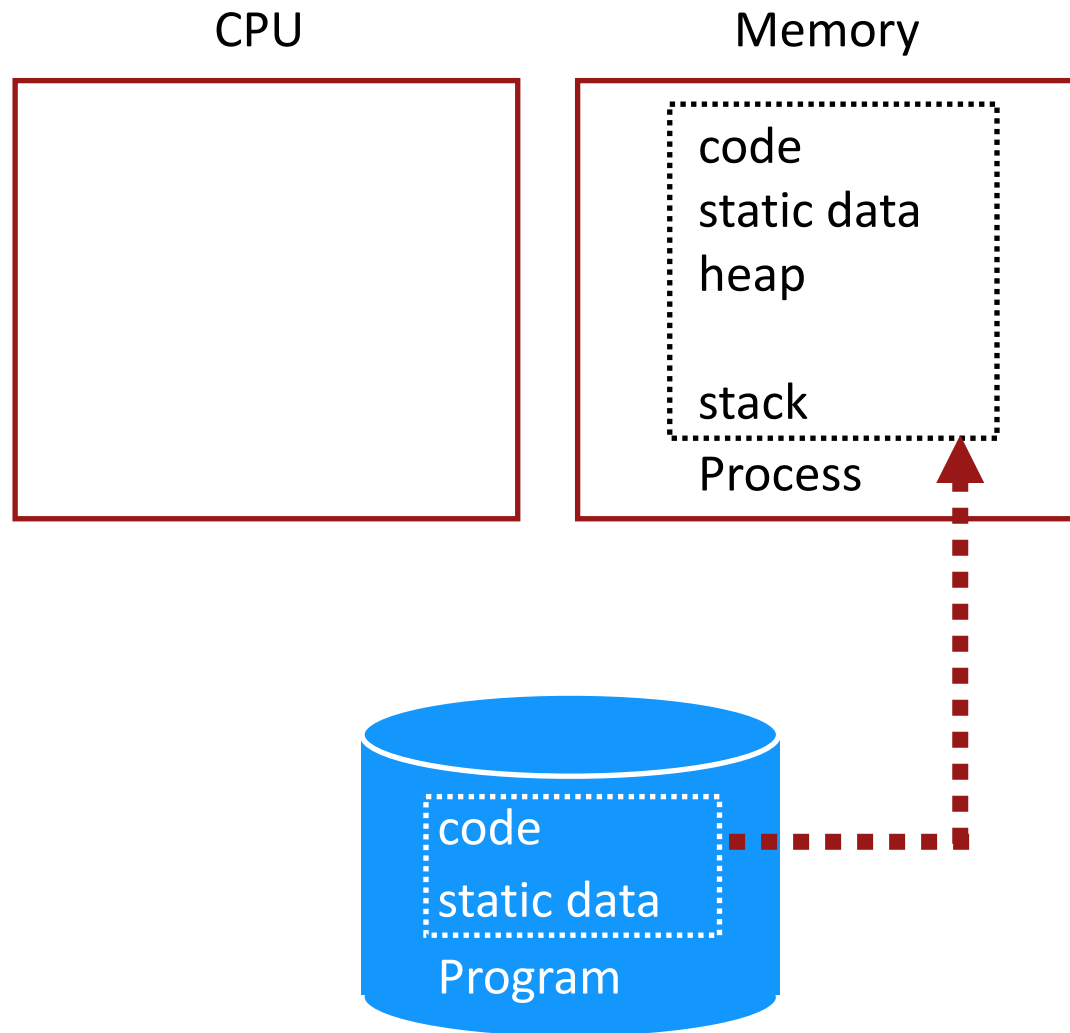 CPU
Memory
code
static data
heap
stack
Process
code
static data
Program